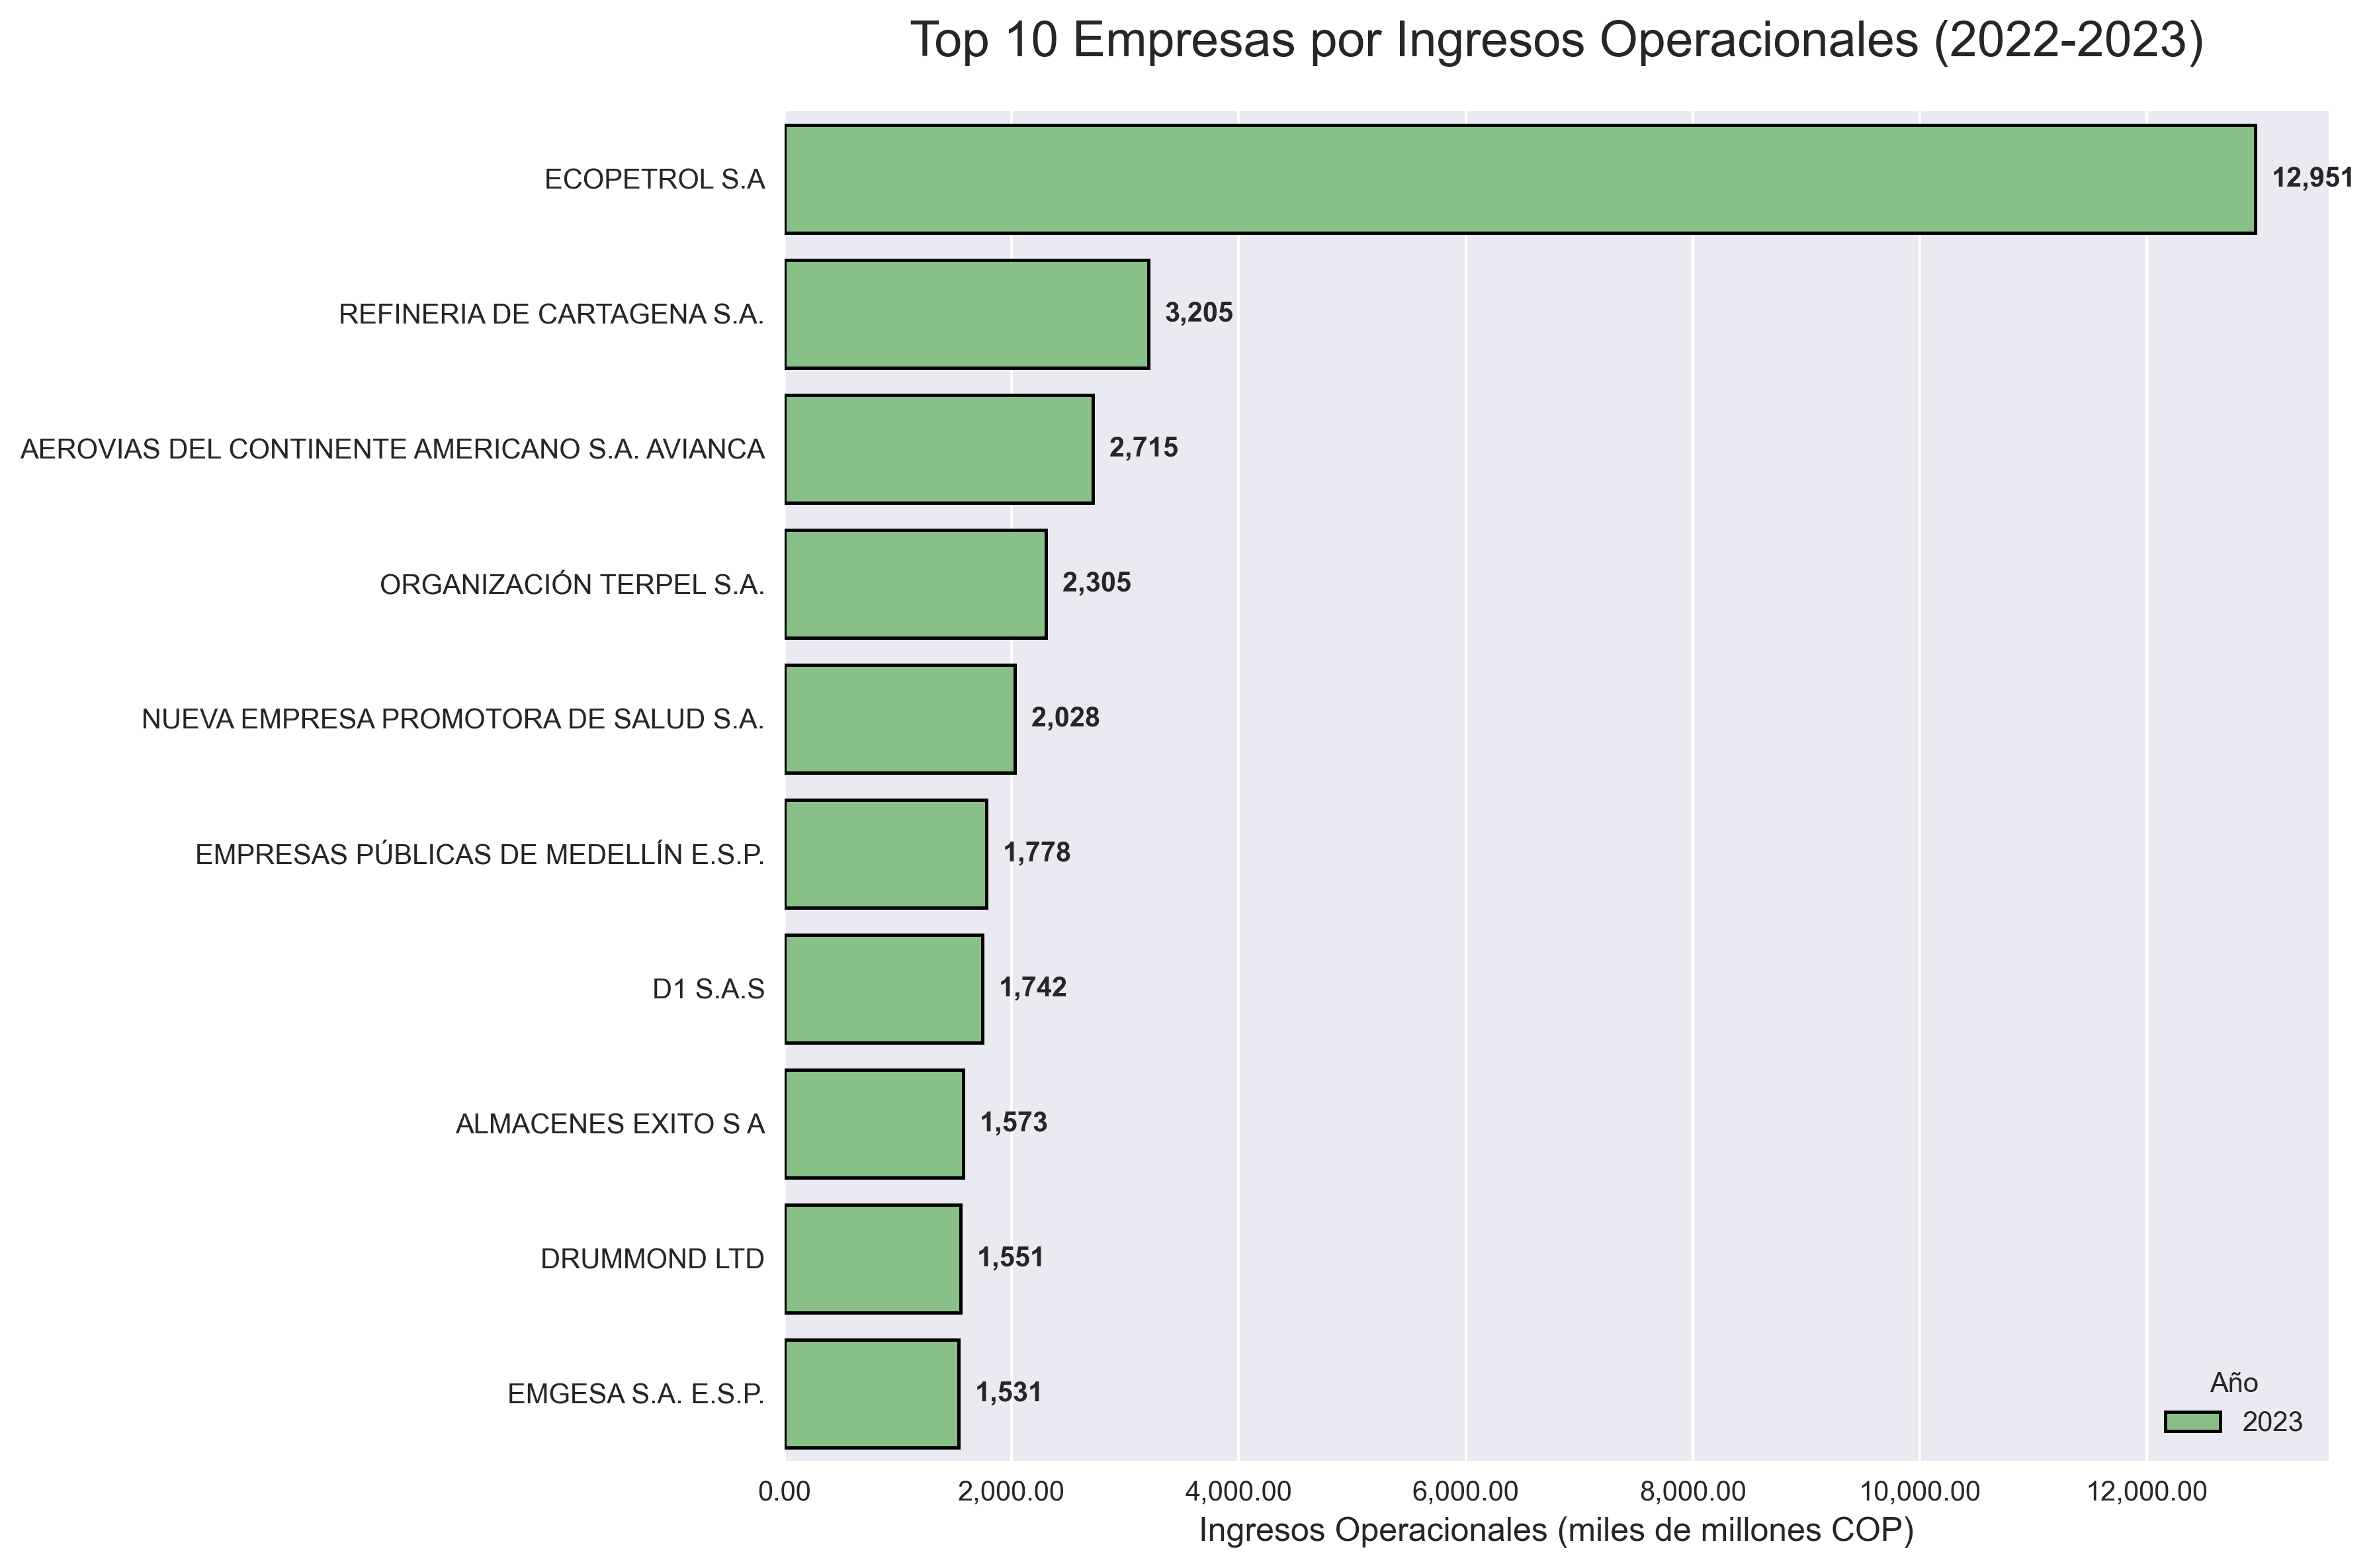 Top 10 Empresas por Ingresos Operacionales (2022-2023)
ECOPETROL S.A
12,951
REFINERIA DE CARTAGENA S.A.
3,205
AEROVIAS DEL CONTINENTE AMERICANO S.A. AVIANCA
2,715
ORGANIZACIÓN TERPEL S.A.
2,305
NUEVA EMPRESA PROMOTORA DE SALUD S.A.
2,028
EMPRESAS PÚBLICAS DE MEDELLÍN E.S.P.
1,778
D1 S.A.S
1,742
ALMACENES EXITO S A
1,573
DRUMMOND LTD
1,551
EMGESA S.A. E.S.P.
1,531
Año
2023
0.00 2,000.00 4,000.00 6,000.00 8,000.00 10,000.00 12,000.00
Ingresos Operacionales (miles de millones COP)